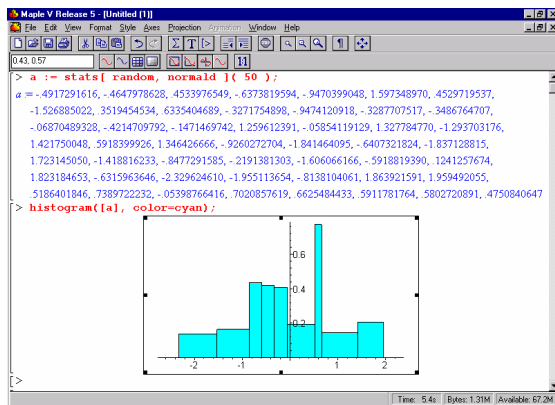 Maple V Release 5 - [Untitled (1)]
File Edit View Format Style Axes Projection Animation Window Help
0.43, 0.57
1:1
> a := stats[ random, normald ]( 50 );
a := -.4917291616, -.4647978628, .4533976549, -.6373819594, -.9470399048, 1.597348970, .4529719537,
-1.526885022, .3519454534, .6335404689, -.3271754898, -.9474120918, -.3287707517, -.3486764707,
-.06870489328, -.4214709792, -.1471469742, 1.259612391, -.05854119129, 1.327784770, -1.293703176,
1.421750048, .5918399926, 1.346426666, -.9260272704, -1.841464095, -.6407321824, -1.837128815,
1.723145050, -1.418816233, -.8477291585, -.2191381303, -1.606066166, -.5918819390, .1241257674,
1.823184653, -.6315963646, -2.329624610, -1.955113654, -.8138104061, 1.863921591, 1.959492055,
.5186401846, .7389722232, -.05398766416, .7020857619, .6625484433, .5911781764, .5802720891, .4750840647
> histogram([a], color=cyan);
0.6
0.4
0.2
-2 -1 1 2
>
Time: 5.4s Bytes: 1.31M Available: 67.2M